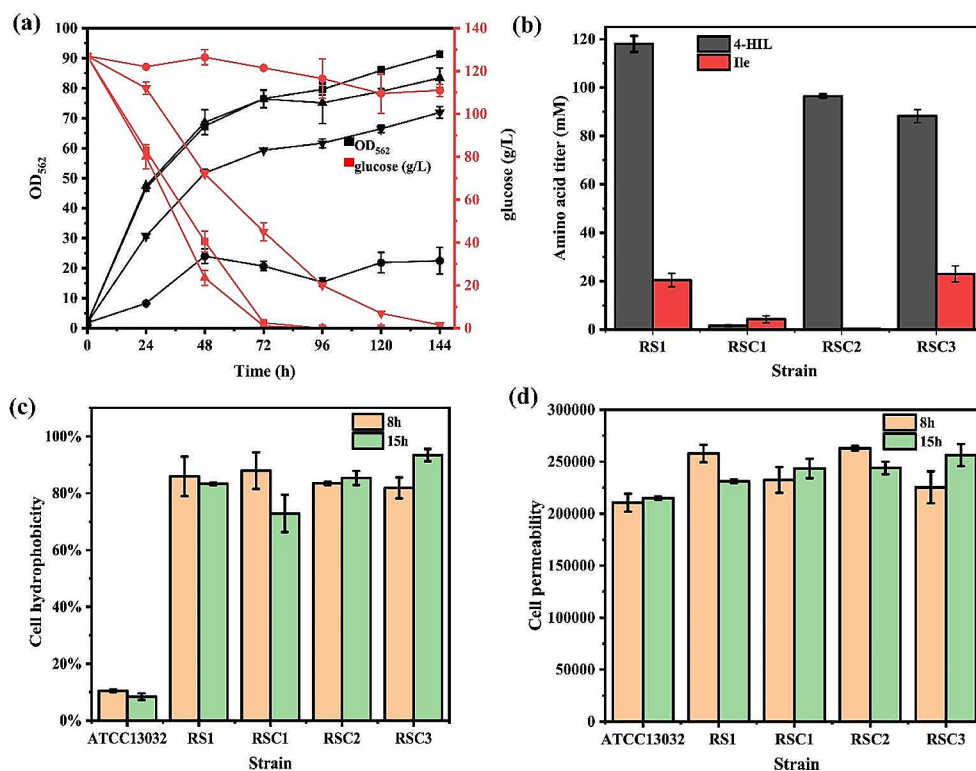 (a)
100
90
80
70
60
50
40
30
20
10
0
OD562
0 24 48 72 96 120 144
Time (h)
140
120
100
80
60
40
20
0
glucose (g/L)
OD562
glucose (g/L)
(b)
120
100
80
60
40
20
0
Amino acid titer (mM)
4-HIL
Ile
RS1 RSC1 RSC2 RSC3
Strain
(c)
100%
80%
60%
40%
20%
0%
Cell hydrophobicity
8h
15h
ATCC13032 RS1 RSC1 RSC2 RSC3
Strain
(d)
300000
250000
200000
150000
100000
50000
0
Cell permeability
8h
15h
ATCC13032 RS1 RSC1 RSC2 RSC3
Strain